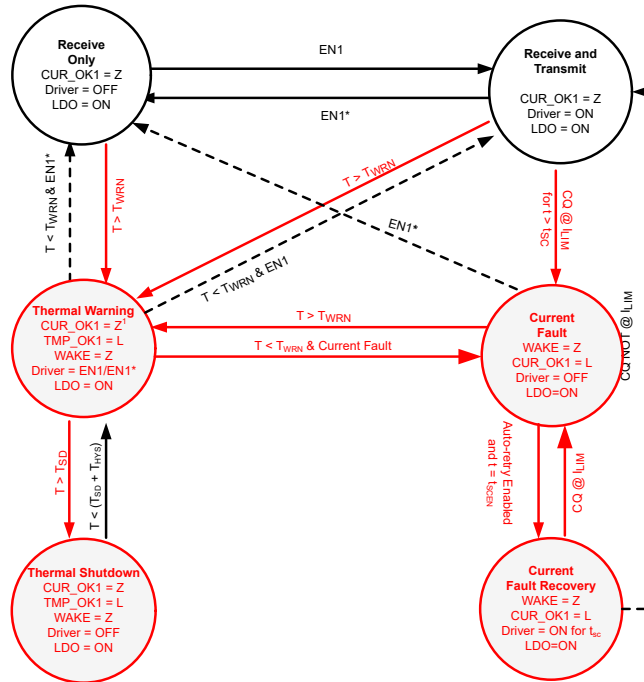 Receive
Only
CUR_OK1 = Z
Driver = OFF
LDO = ON
EN1
EN1*
Receive and
Transmit
CUR_OK1 = Z
Driver = ON
LDO = ON
T < TWRN & EN1*
T > TWRN
T > TWRN
T < TWRN & EN1
EN1*
CQ @ ILIM
for t > tSC
CQ NOT @ ILIM
Thermal Warning
CUR_OK1 = Z¹
TMP_OK1 = L
WAKE = Z
Driver = EN1/EN1*
LDO = ON
T > TWRN
T < TWRN & Current Fault
Current
Fault
WAKE = Z
CUR_OK1 = L
Driver = OFF
LDO=ON
T > TSD
T < (TSD + THYS)
Auto-retry Enabled
and t = tSCEN
CQ @ ILIM
Thermal Shutdown
CUR_OK1 = Z
TMP_OK1 = L
WAKE = Z
Driver = OFF
LDO = ON
Current
Fault Recovery
WAKE = Z
CUR_OK1 = L
Driver = ON for tsc
LDO=ON